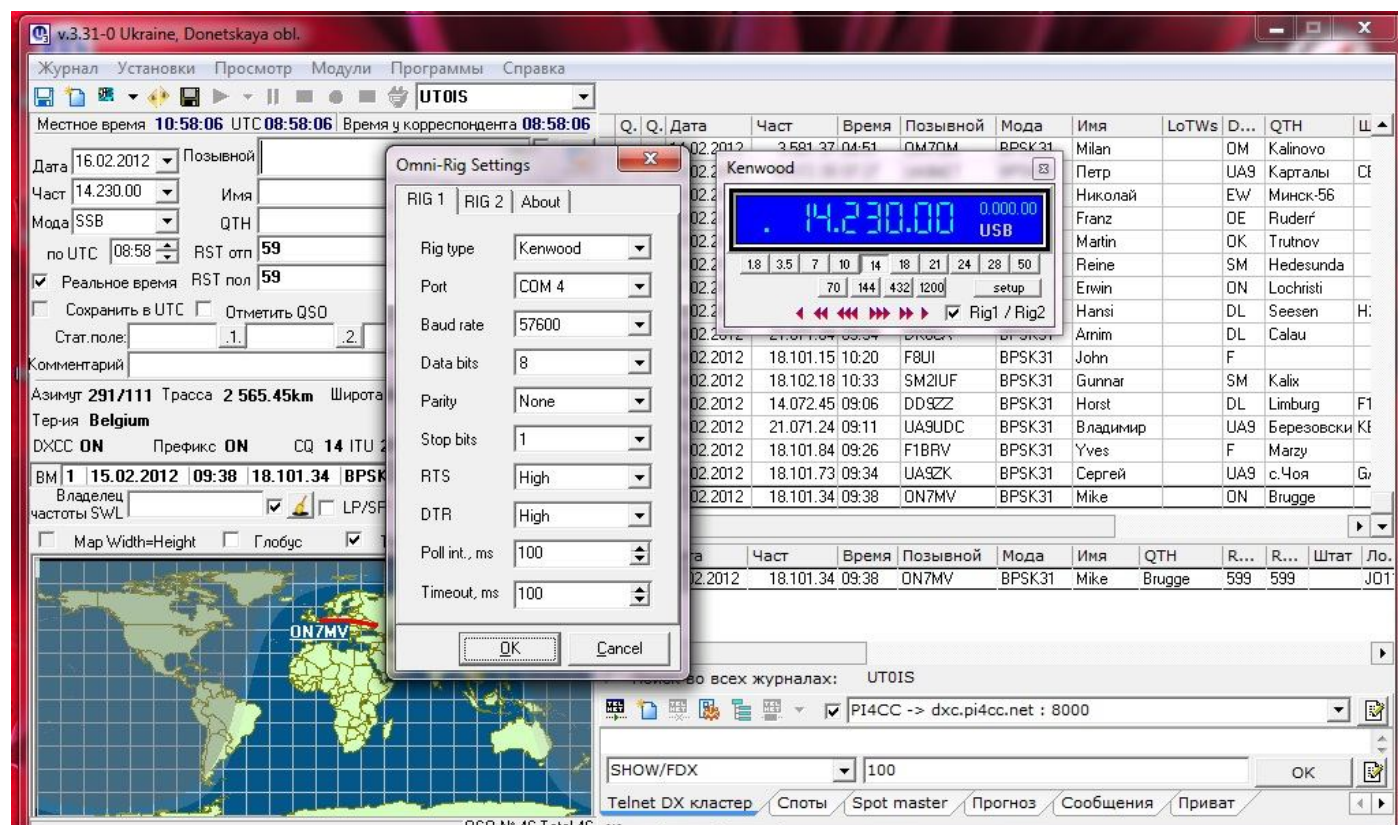 v.3.31-0 Ukraine, Donetskaya obl.
Журнал Установки Просмотр Модули Программы Справка
UT0IS
Местное время 10:58:06 UTC 08:58:06 Время у корреспондента 08:58:06
Дата 16.02.2012 Позывной
Част 14.230.00 Имя
Мода SSB QTH
по UTC 08:58 RST отп 59
Реальное время RST пол 59
Сохранить в UTC Отметить QSO
Стат.поле: .1. .2.
Комментарий
Азимут 291/111 Трасса 2 565.45km Широта
Тер-ия Belgium
DXCC ON Префикс ON CQ 14 ITU
ВМ 1 15.02.2012 09:38 18.101.34 BPSK
Владелец
частоты SWL LP/SP
Map Width=Height Глобус
ON7MV
Omni-Rig Settings
RIG 1 RIG 2 About
Rig type Kenwood
Port COM 4
Baud rate 57600
Data bits 8
Parity None
Stop bits 1
RTS High
DTR High
Poll int., ms 100
Timeout, ms 100
OK Cancel
Kenwood
14.230.00 0.000.00
USB
1.8 3.5 7 10 14 18 21 24 28 50
70 144 432 1200 setup
Rig1 / Rig2
Q.. Q.. Дата Част Время Позывной Мода Имя LoTWs D... QTH
02.2012 3.581.37 04:51 OM7OM BPSK31 Milan OM Kalinovo
Петр UA9 Карталы
Николай EW Минск-56
Franz OE Ruderf
Martin OK Trutnov
Reine SM Hedesunda
Erwin ON Lochristi
Hansi DL Seesen
Arnim DL Calau
02.2012 18.101.15 10:20 F8UI BPSK31 John F
02.2012 18.102.18 10:33 SM2IUF BPSK31 Gunnar SM Kalix
02.2012 14.072.45 09:06 DD9ZZ BPSK31 Horst DL Limburg F1
02.2012 21.071.24 09:11 UA9UDC BPSK31 Владимир UA9 Березовски
02.2012 18.101.84 09:26 F1BRV BPSK31 Yves F Marzy
02.2012 18.101.73 09:34 UA9ZK BPSK31 Сергей UA9 с.Чоя
02.2012 18.101.34 09:38 ON7MV BPSK31 Mike ON Brugge
Част Время Позывной Мода Имя QTH R... R... Штат Ло.
2.2012 18.101.34 09:38 ON7MV BPSK31 Mike Brugge 599 599 JO1
во всех журналах: UT0IS
PI4CC -> dxc.pi4cc.net : 8000
SHOW/FDX 100 OK
Telnet DX кластер Споты Spot master Прогноз Сообщения Приват